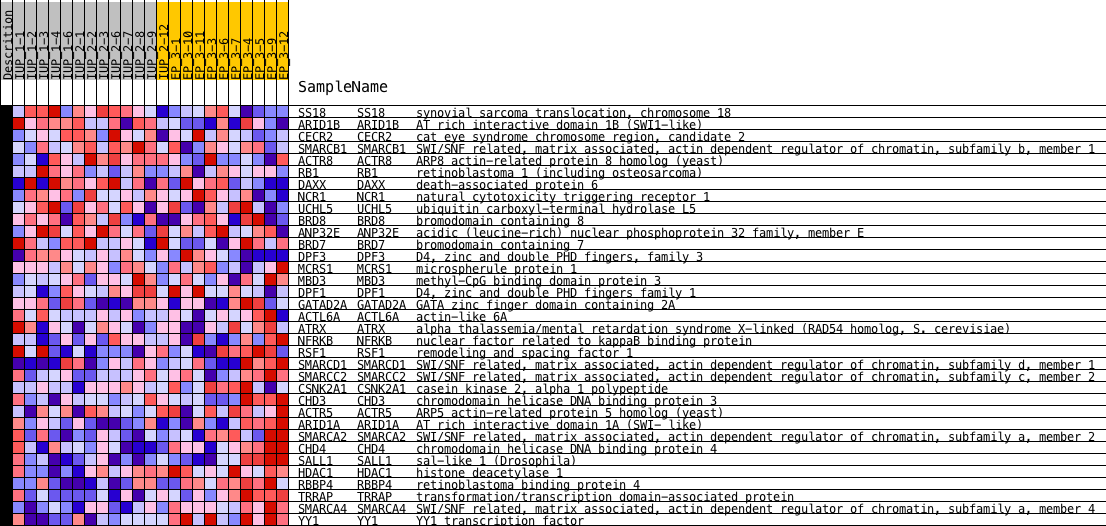 Descrition
IUP_1-1
IUP_1-2
IUP_1-3
IUP_1-4
IUP_1-6
IUP_2-1
IUP_2-2
IUP_2-3
IUP_2-6
IUP_2-7
IUP_2-8
IUP_2-9
IUP_2-12
EP_3-1
EP_3-10
EP_3-11
EP_3-3
EP_3-6
EP_3-7
EP_3-4
EP_3-5
EP_3-9
EP_3-12
SampleName
SS18 SS18 synovial sarcoma translocation, chromosome 18
ARID1B ARID1B AT rich interactive domain 1B (SWI1-like)
CECR2 CECR2 cat eye syndrome chromosome region, candidate 2
SMARCB1 SMARCB1 SWI/SNF related, matrix associated, actin dependent regulator of chromatin, subfamily b, member 1
ACTR8 ACTR8 ARP8 actin-related protein 8 homolog (yeast)
RB1 RB1 retinoblastoma 1 (including osteosarcoma)
DAXX DAXX death-associated protein 6
NCR1 NCR1 natural cytotoxicity triggering receptor 1
UCHL5 UCHL5 ubiquitin carboxyl-terminal hydrolase L5
BRD8 BRD8 bromodomain containing 8
ANP32E ANP32E acidic (leucine-rich) nuclear phosphoprotein 32 family, member E
BRD7 BRD7 bromodomain containing 7
DPF3 DPF3 D4, zinc and double PHD fingers, family 3
MCRS1 MCRS1 microspherule protein 1
MBD3 MBD3 methyl-CpG binding domain protein 3
DPF1 DPF1 D4, zinc and double PHD fingers family 1
GATAD2A GATAD2A GATA zinc finger domain containing 2A
ACTL6A ACTL6A actin-like 6A
ATRX ATRX alpha thalassemia/mental retardation syndrome X-linked (RAD54 homolog, S. cerevisiae)
NFRKB NFRKB nuclear factor related to kappaB binding protein
RSF1 RSF1 remodeling and spacing factor 1
SMARCD1 SMARCD1 SWI/SNF related, matrix associated, actin dependent regulator of chromatin, subfamily d, member 1
SMARCC2 SMARCC2 SWI/SNF related, matrix associated, actin dependent regulator of chromatin, subfamily c, member 2
CSNK2A1 CSNK2A1 casein kinase 2, alpha 1 polypeptide
CHD3 CHD3 chromodomain helicase DNA binding protein 3
ACTR5 ACTR5 ARP5 actin-related protein 5 homolog (yeast)
ARID1A ARID1A AT rich interactive domain 1A (SWI- like)
SMARCA2 SMARCA2 SWI/SNF related, matrix associated, actin dependent regulator of chromatin, subfamily a, member 2
CHD4 CHD4 chromodomain helicase DNA binding protein 4
SALL1 SALL1 sal-like 1 (Drosophila)
HDAC1 HDAC1 histone deacetylase 1
RBBP4 RBBP4 retinoblastoma binding protein 4
TRRAP TRRAP transformation/transcription domain-associated protein
SMARCA4 SMARCA4 SWI/SNF related, matrix associated, actin dependent regulator of chromatin, subfamily a, member 4
YY1 YY1 YY1 transcription factor